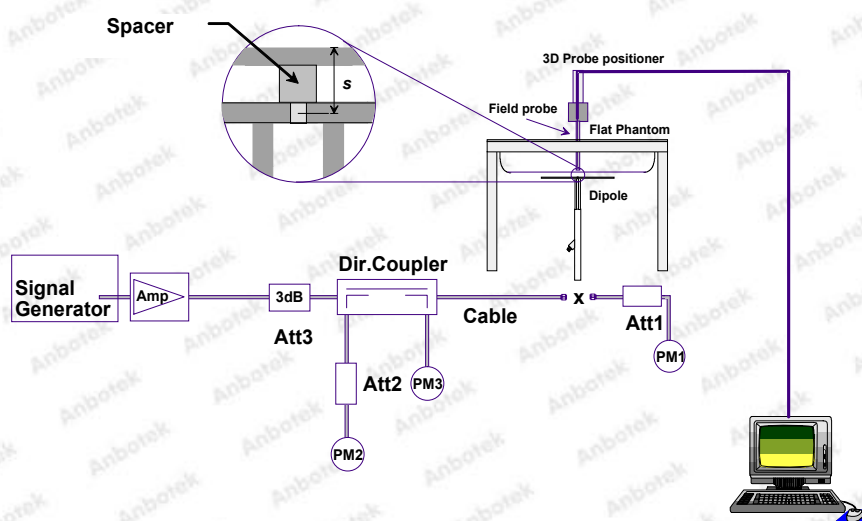 Spacer
s
3D Probe positioner
Field probe
Flat Phantom
Dipole
Signal
Generator
Amp
3dB
Att3
Dir.Coupler
Cable
x
Att1
PM1
Att2
PM3
PM2
Anbotek